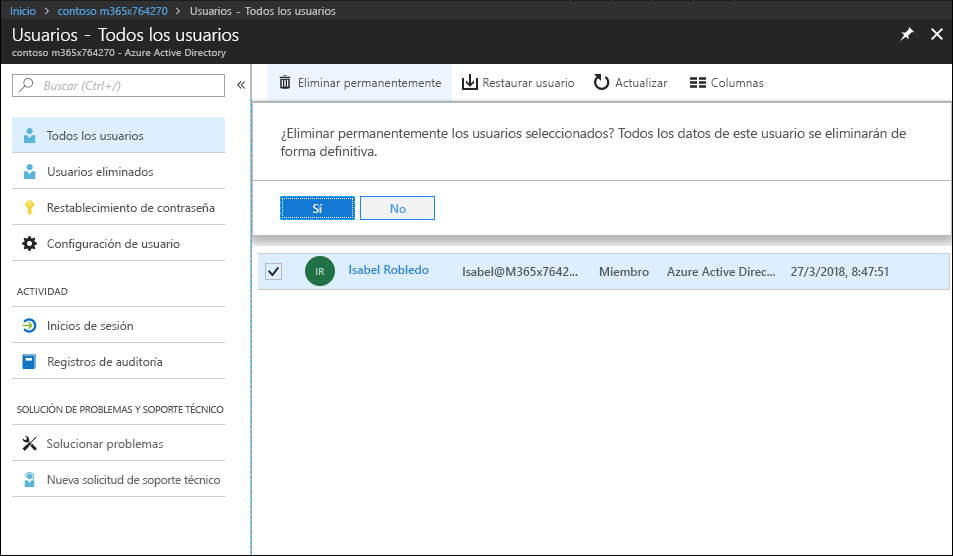 Inicio > contoso m365x764270 > Usuarios - Todos los usuarios
Usuarios - Todos los usuarios
contoso m365x764270 - Azure Active Directory
Buscar (Ctrl+/)
Todos los usuarios
Usuarios eliminados
Restablecimiento de contraseña
Configuración de usuario
ACTIVIDAD
Inicios de sesión
Registros de auditoría
SOLUCIÓN DE PROBLEMAS Y SOPORTE TÉCNICO
Solucionar problemas
Nueva solicitud de soporte técnico
Eliminar permanentemente Restaurar usuario Actualizar Columnas
¿Eliminar permanentemente los usuarios seleccionados? Todos los datos de este usuario se eliminarán de
forma definitiva.
Sí No
IR Isabel Robledo Isabel@M365x7642... Miembro Azure Active Direc... 27/3/2018, 8:47:51